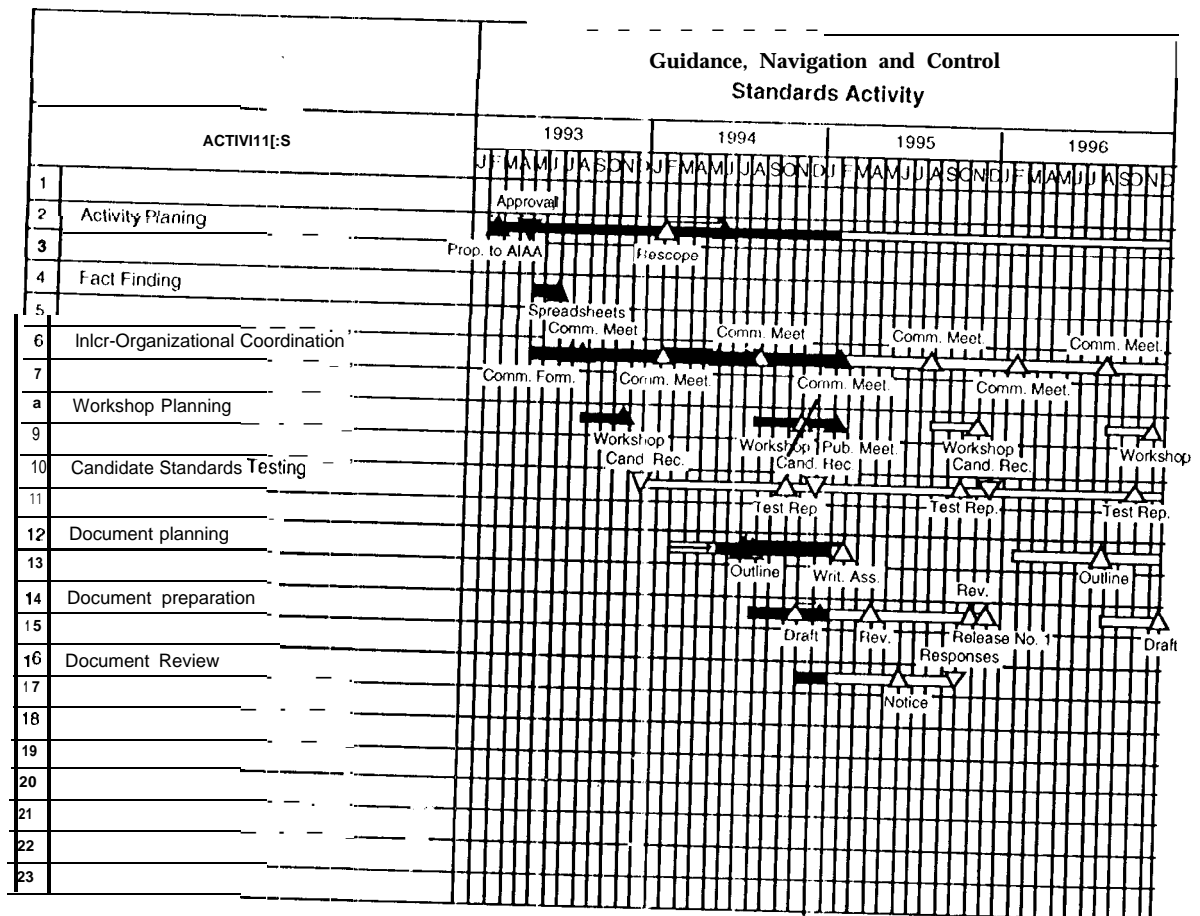 Guidance, Navigation and Control
Standards Activity
ACTIVI11[:S
1993 1994 1995 1996
J F M A M J J A S O N D J F M A M J J A S O N D J F M A M J J A S O N D J F M A M J J A S O N D
1
Approval
2 Activity Planing
3
Prop. to AIAA Rescope
4 Fact Finding
5
Spreadsheets
Comm. Meet Comm. Meet. Comm. Meet. Comm. Meet.
6 Inlcr-Organizational Coordination
7
Comm. Form. Comm. Meet. Comm. Meet. Comm. Meet.
a Workshop Planning
9
Workshop Workshop Pub. Meet. Workshop Workshop
Cand. Rec. Cand. Rec. Cand. Rec.
10 Candidate Standards Testing
11
Test Rep Test Rep. Test Rep.
12 Document planning
13
Outline Writ. Ass. Outline
Rev.
14 Document preparation
15
Draft Rev. Release No. 1 Draft
Responses
16 Document Review
17
Notice
18
19
20
21
22
23